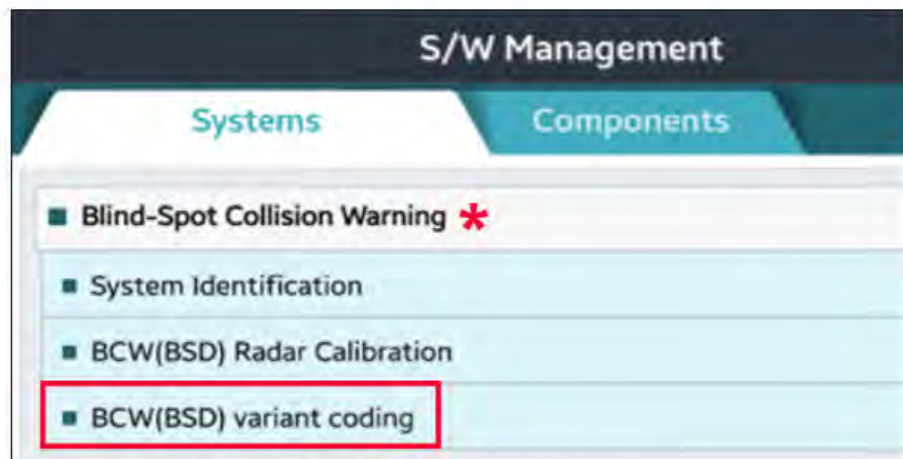 S/W Management
Systems Components
■ Blind-Spot Collision Warning *
■ System Identification
■ BCW(BSD) Radar Calibration
■ BCW(BSD) variant coding